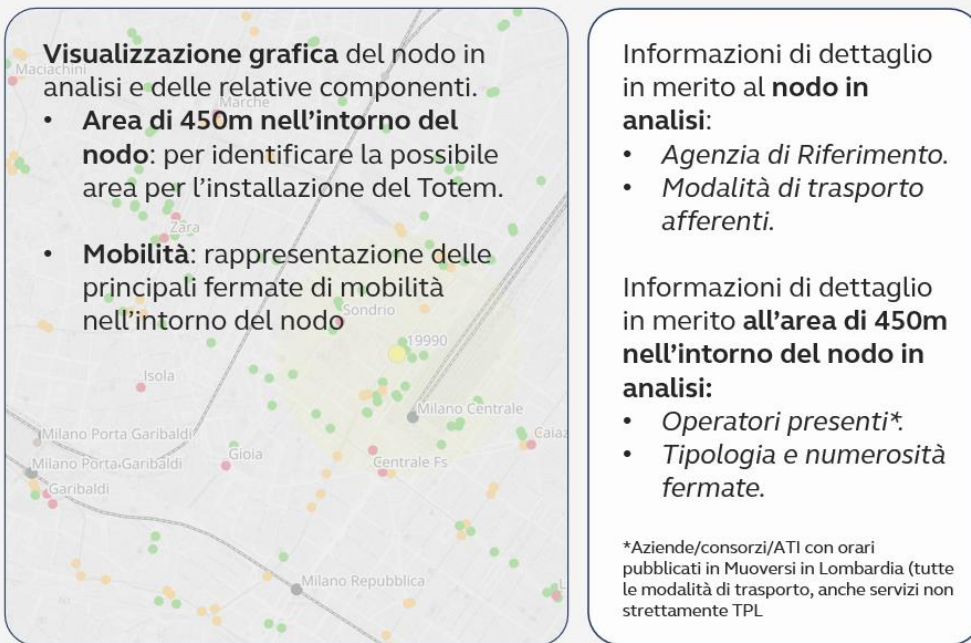 Visualizzazione grafica del nodo in
analisi e delle relative componenti.
• Area di 450m nell'intorno del
nodo: per identificare la possibile
area per l'installazione del Totem.
• Mobilità: rappresentazione delle
principali fermate di mobilità
nell'intorno del nodo
Maciachini
Marche
Zara
Sondrio
19990
Isola
Milano Centrale
Milano Porta Garibaldi
Gioia
Caiaz
Milano Porta Garibaldi
Centrale Fs
Garibaldi
Milano Repubblica
L
Informazioni di dettaglio
in merito al nodo in
analisi:
• Agenzia di Riferimento.
• Modalità di trasporto
afferenti.
Informazioni di dettaglio
in merito all'area di 450m
nell'intorno del nodo in
analisi:
• Operatori presenti*.
• Tipologia e numerosità
fermate.
*Aziende/consorzi/ATI con orari
pubblicati in Muoversi in Lombardia (tutte
le modalità di trasporto, anche servizi non
strettamente TPL